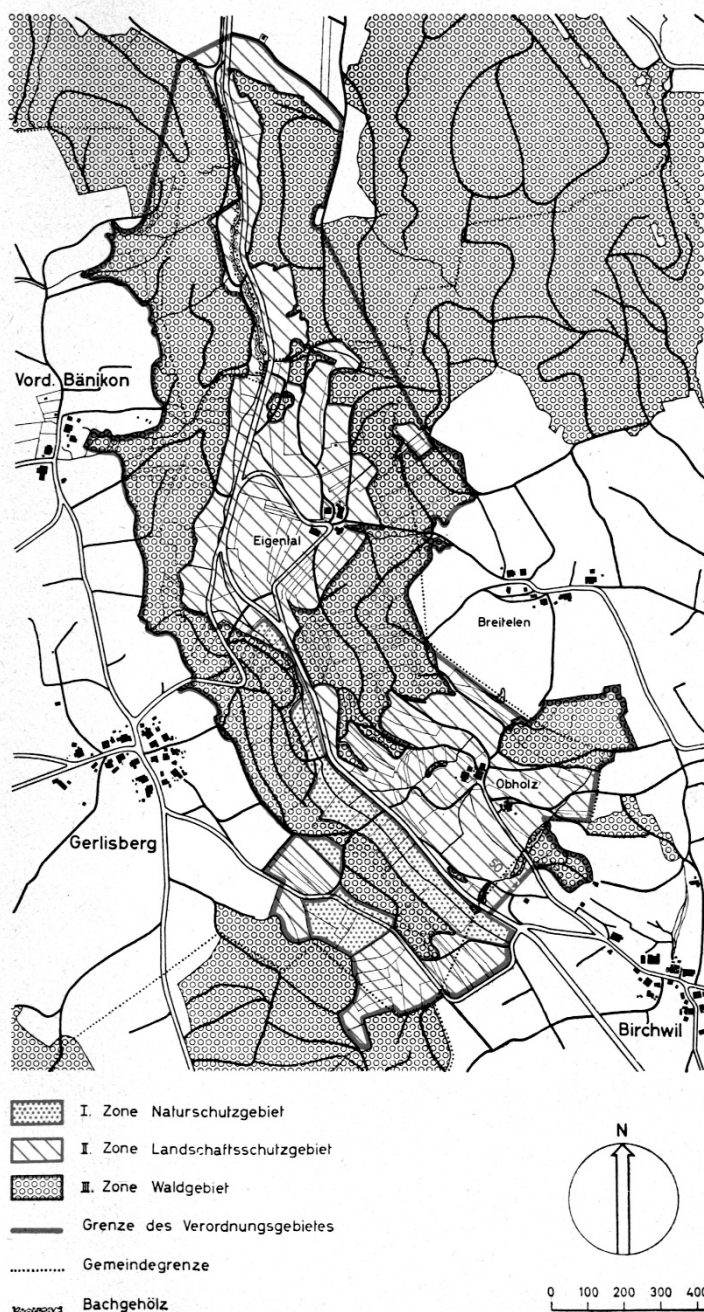 Vord. Bänikon
Eigental
Breitelen
Obholz
Gerlisberg
Birchwil
I. Zone Naturschutzgebiet
II. Zone Landschaftsschutzgebiet
III. Zone Waldgebiet
Grenze des Verordnungsgebietes
Gemeindegrenze
Bachgehölz
N
0 100 200 300 400